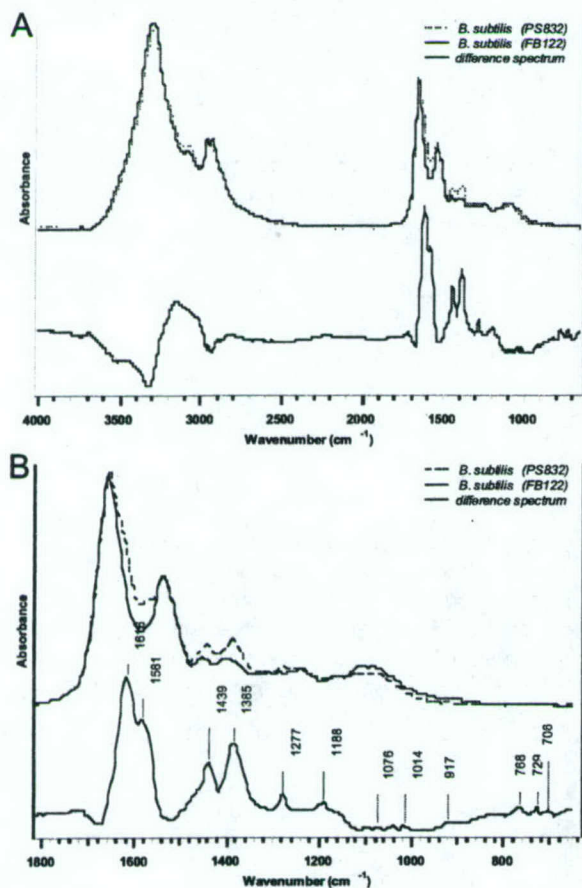 A
B. subtilis (PS832)
B. subtilis (FB122)
difference spectrum
Absorbance
4000 3500 3000 2500 2000 1500 1000
Wavenumber (cm⁻¹)
B
B. subtilis (PS832)
B. subtilis (FB122)
difference spectrum
Absorbance
1581
1439
1385
1277
1188
1076
1014
917
768
729
708
1800 1600 1400 1200 1000 800
Wavenumber (cm⁻¹)